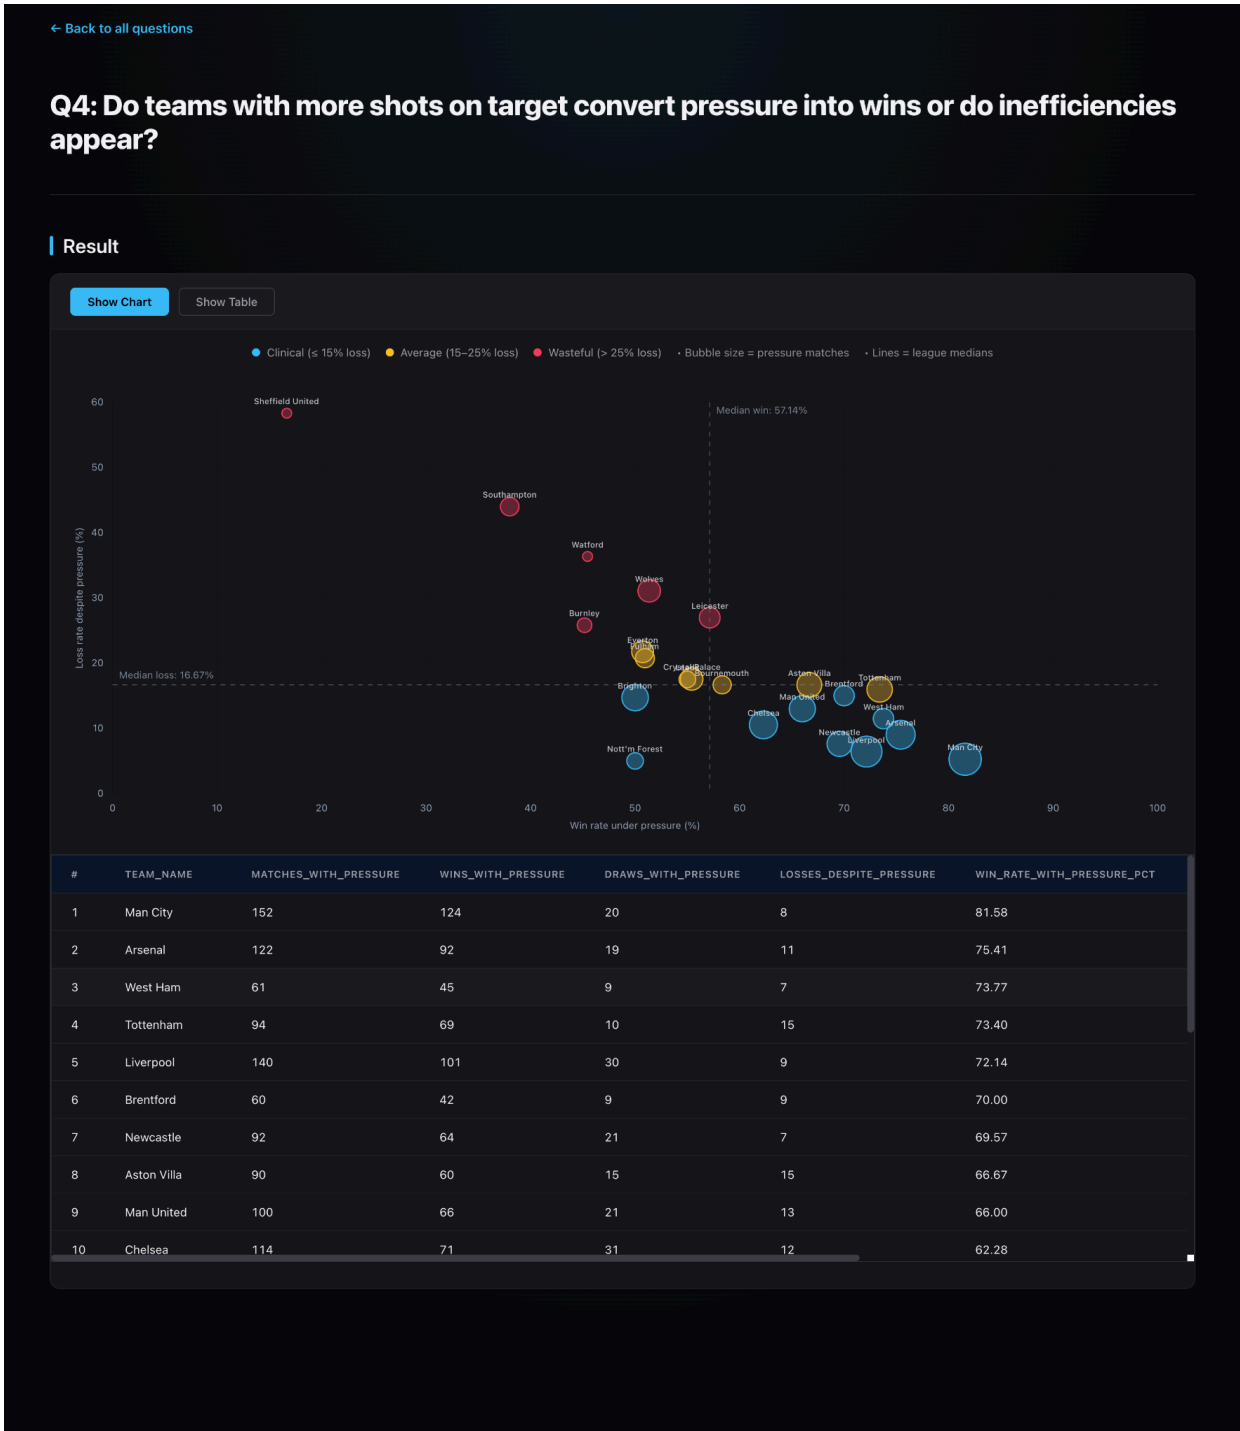 ← Back to all questions
Q4: Do teams with more shots on target convert pressure into wins or do inefficiencies
appear?
Result
Show Chart Show Table
Clinical (≤ 15% loss) Average (15–25% loss) Wasteful (> 25% loss) • Bubble size = pressure matches • Lines = league medians
60
Sheffield United
Median win: 57.14%
50
Southampton
40
Watford
Loss rate despite pressure (%)
30
Wolves
Leicester
Burnley
Everton
Fulham
20
Crystal Palace
Bournemouth
Aston Villa
Tottenham
Median loss: 16.67%
Brentford
Brighton
Man United
West Ham
Chelsea
Arsenal
10
Newcastle
Liverpool
Nott'm Forest
Man City
0
0 10 20 30 40 50 60 70 80 90 100
Win rate under pressure (%)
# TEAM_NAME MATCHES_WITH_PRESSURE WINS_WITH_PRESSURE DRAWS_WITH_PRESSURE LOSSES_DESPITE_PRESSURE WIN_RATE_WITH_PRESSURE_PCT
1 Man City 152 124 20 8 81.58
2 Arsenal 122 92 19 11 75.41
3 West Ham 61 45 9 7 73.77
4 Tottenham 94 69 10 15 73.40
5 Liverpool 140 101 30 9 72.14
6 Brentford 60 42 9 9 70.00
7 Newcastle 92 64 21 7 69.57
8 Aston Villa 90 60 15 15 66.67
9 Man United 100 66 21 13 66.00
10 Chelsea 114 71 31 12 62.28